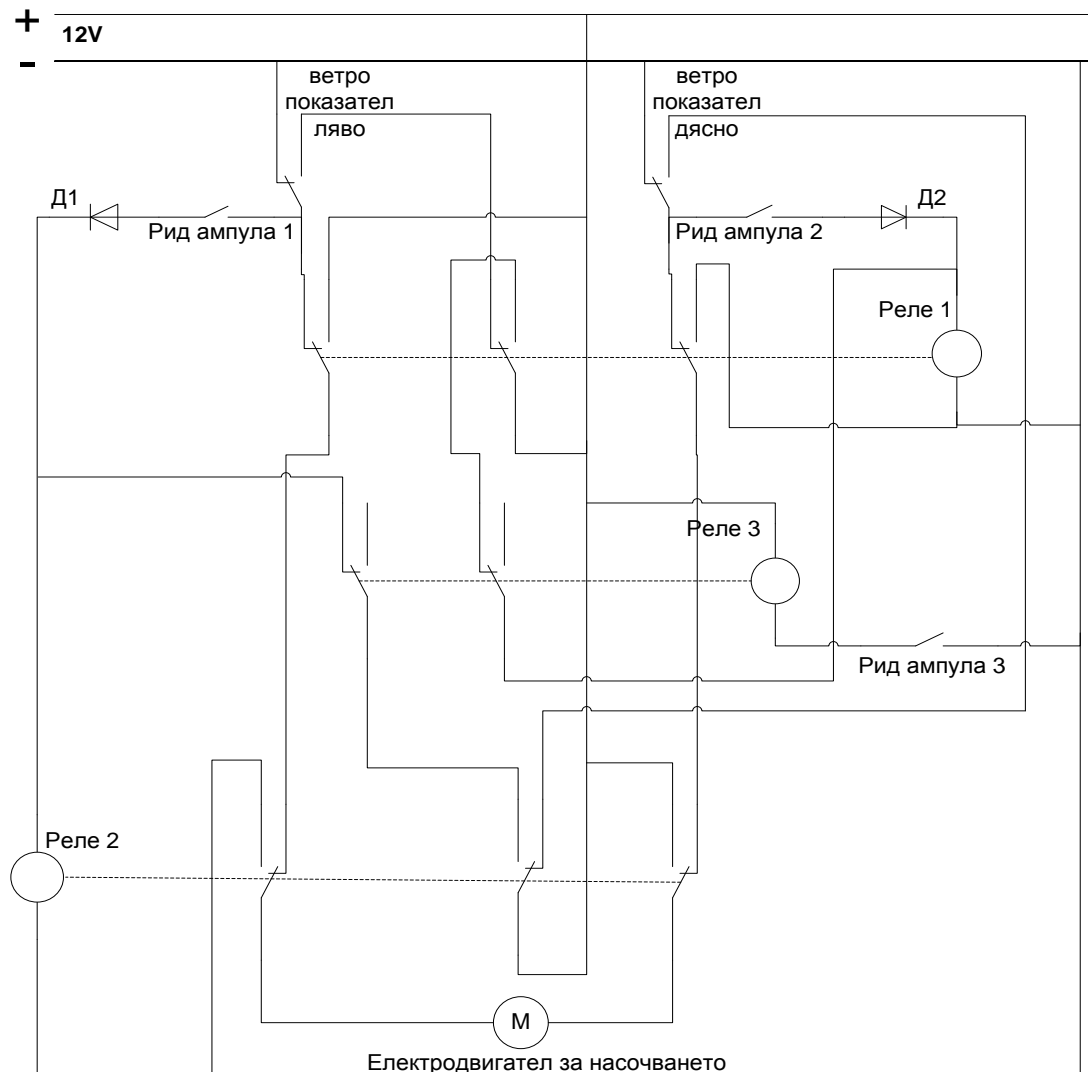 +
12V
-
ветро
показател
ляво
ветро
показател
дясно
Д1
Рид ампула 1
Рид ампула 2
Д2
Реле 1
Реле 3
Рид ампула 3
Реле 2
М
Електродвигател за насочването